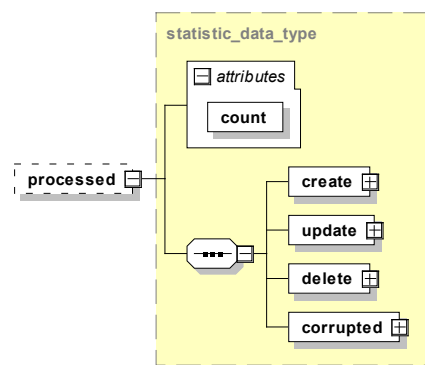 statistic_data_type
attributes
count
processed
create
update
delete
corrupted